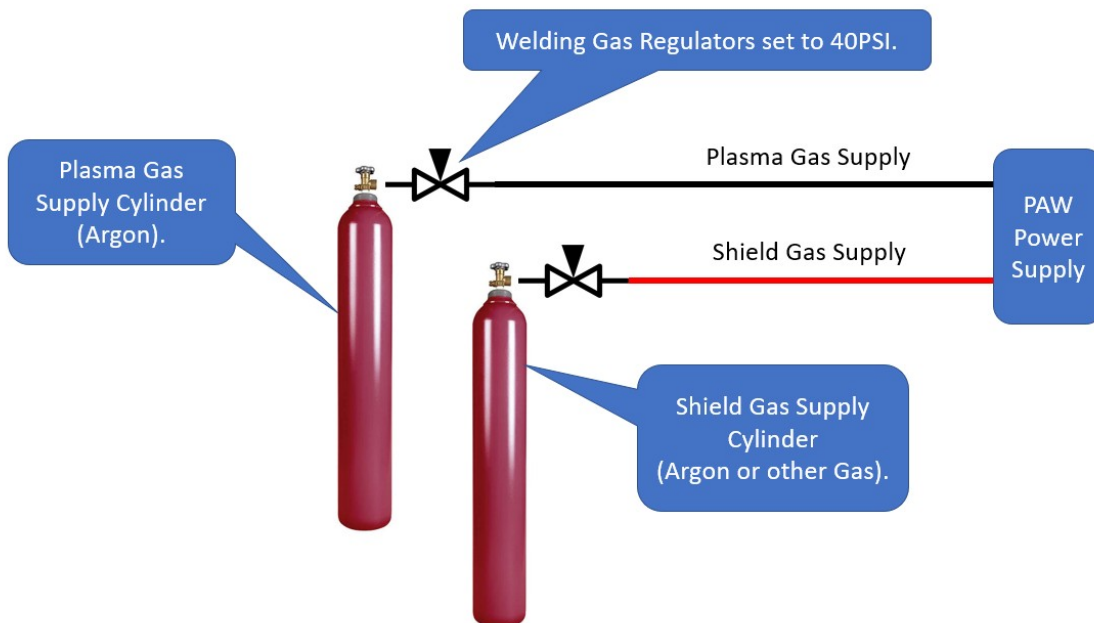 Welding Gas Regulators set to 40PSI.
Plasma Gas
Supply Cylinder
(Argon).
Plasma Gas Supply
PAW
Power
Supply
Shield Gas Supply
Shield Gas Supply
Cylinder
(Argon or other Gas).